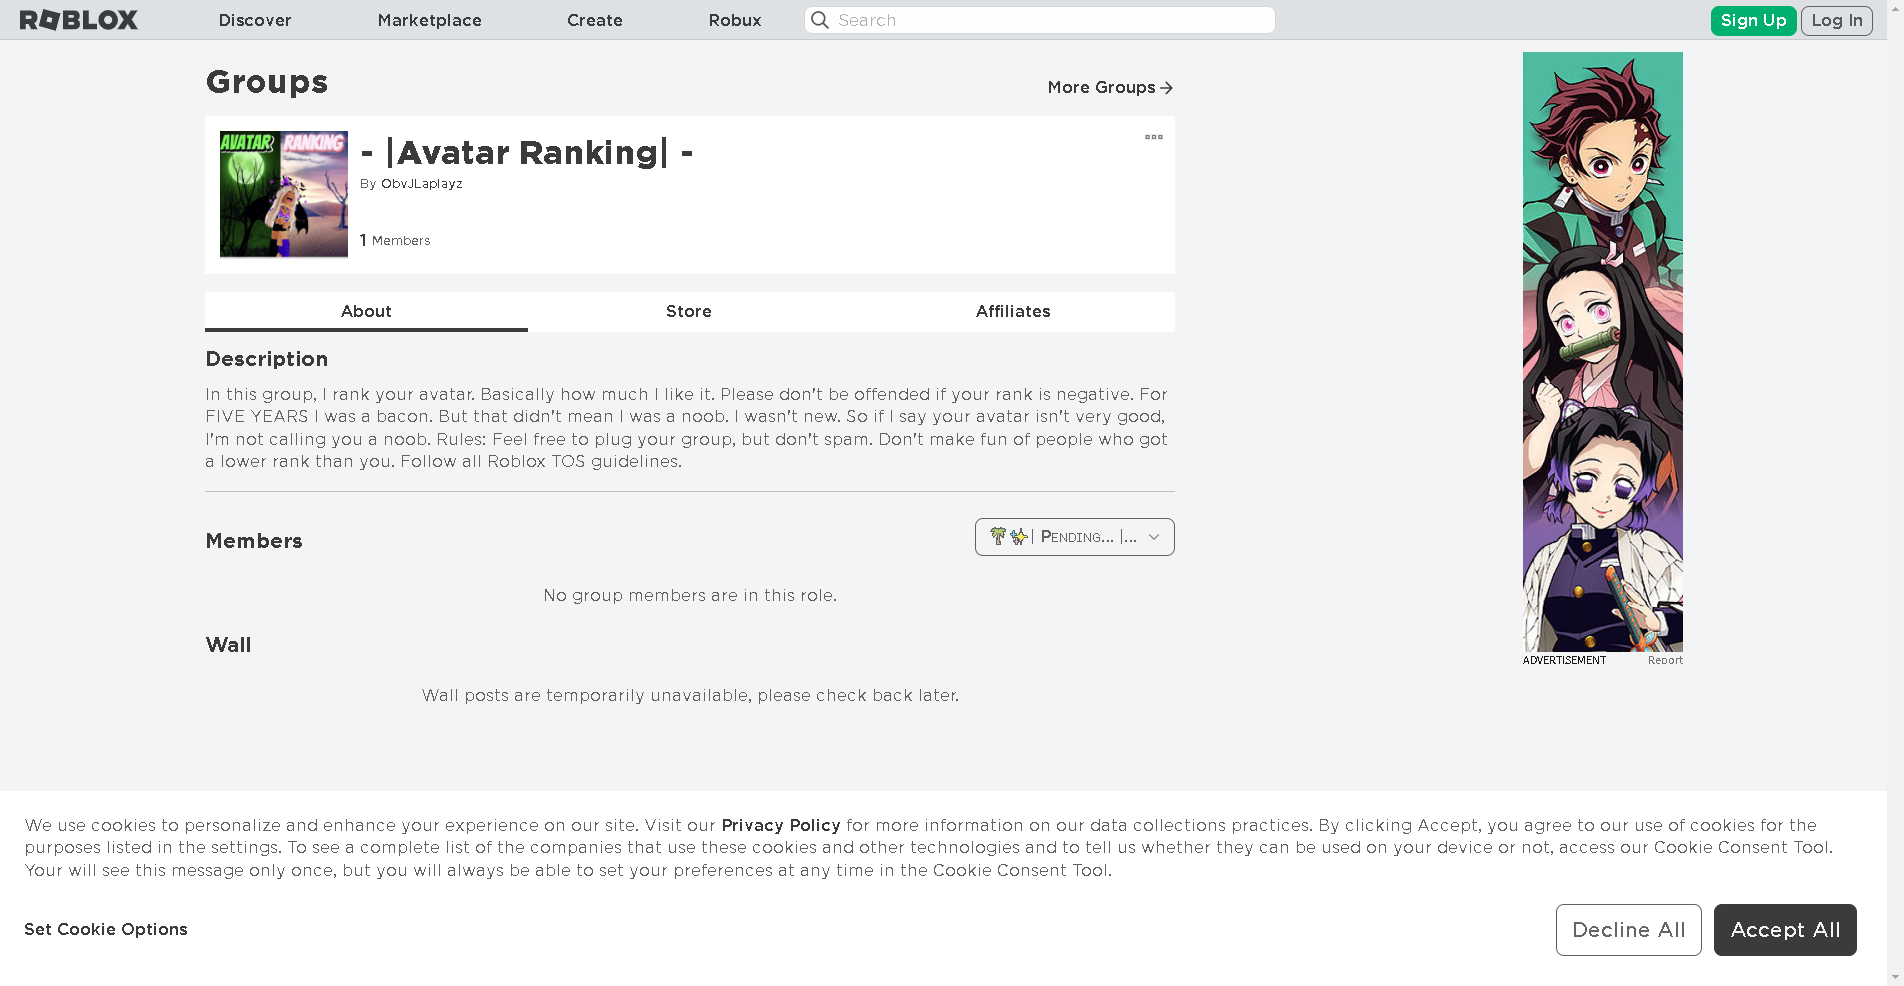 ROBLOX
Discover
Marketplace
Create
Robux
Search
Sign Up
Log In
Groups
More Groups
AVATAR RANKING
- |Avatar Ranking| -
By ObvJLaplayz
1 Members
About
Store
Affiliates
Description
In this group, I rank your avatar. Basically how much I like it. Please don't be offended if your rank is negative. For
FIVE YEARS I was a bacon. But that didn't mean I was a noob. I wasn't new. So if I say your avatar isn't very good,
I'm not calling you a noob. Rules: Feel free to plug your group, but don't spam. Don't make fun of people who got
a lower rank than you. Follow all Roblox TOS guidelines.
Members
🌴✨| Pᴇɴᴅɪɴɢ... |...
No group members are in this role.
Wall
Wall posts are temporarily unavailable, please check back later.
ADVERTISEMENT
Report
We use cookies to personalize and enhance your experience on our site. Visit our Privacy Policy for more information on our data collections practices. By clicking Accept, you agree to our use of cookies for the
purposes listed in the settings. To see a complete list of the companies that use these cookies and other technologies and to tell us whether they can be used on your device or not, access our Cookie Consent Tool.
Your will see this message only once, but you will always be able to set your preferences at any time in the Cookie Consent Tool.
Set Cookie Options
Decline All
Accept All